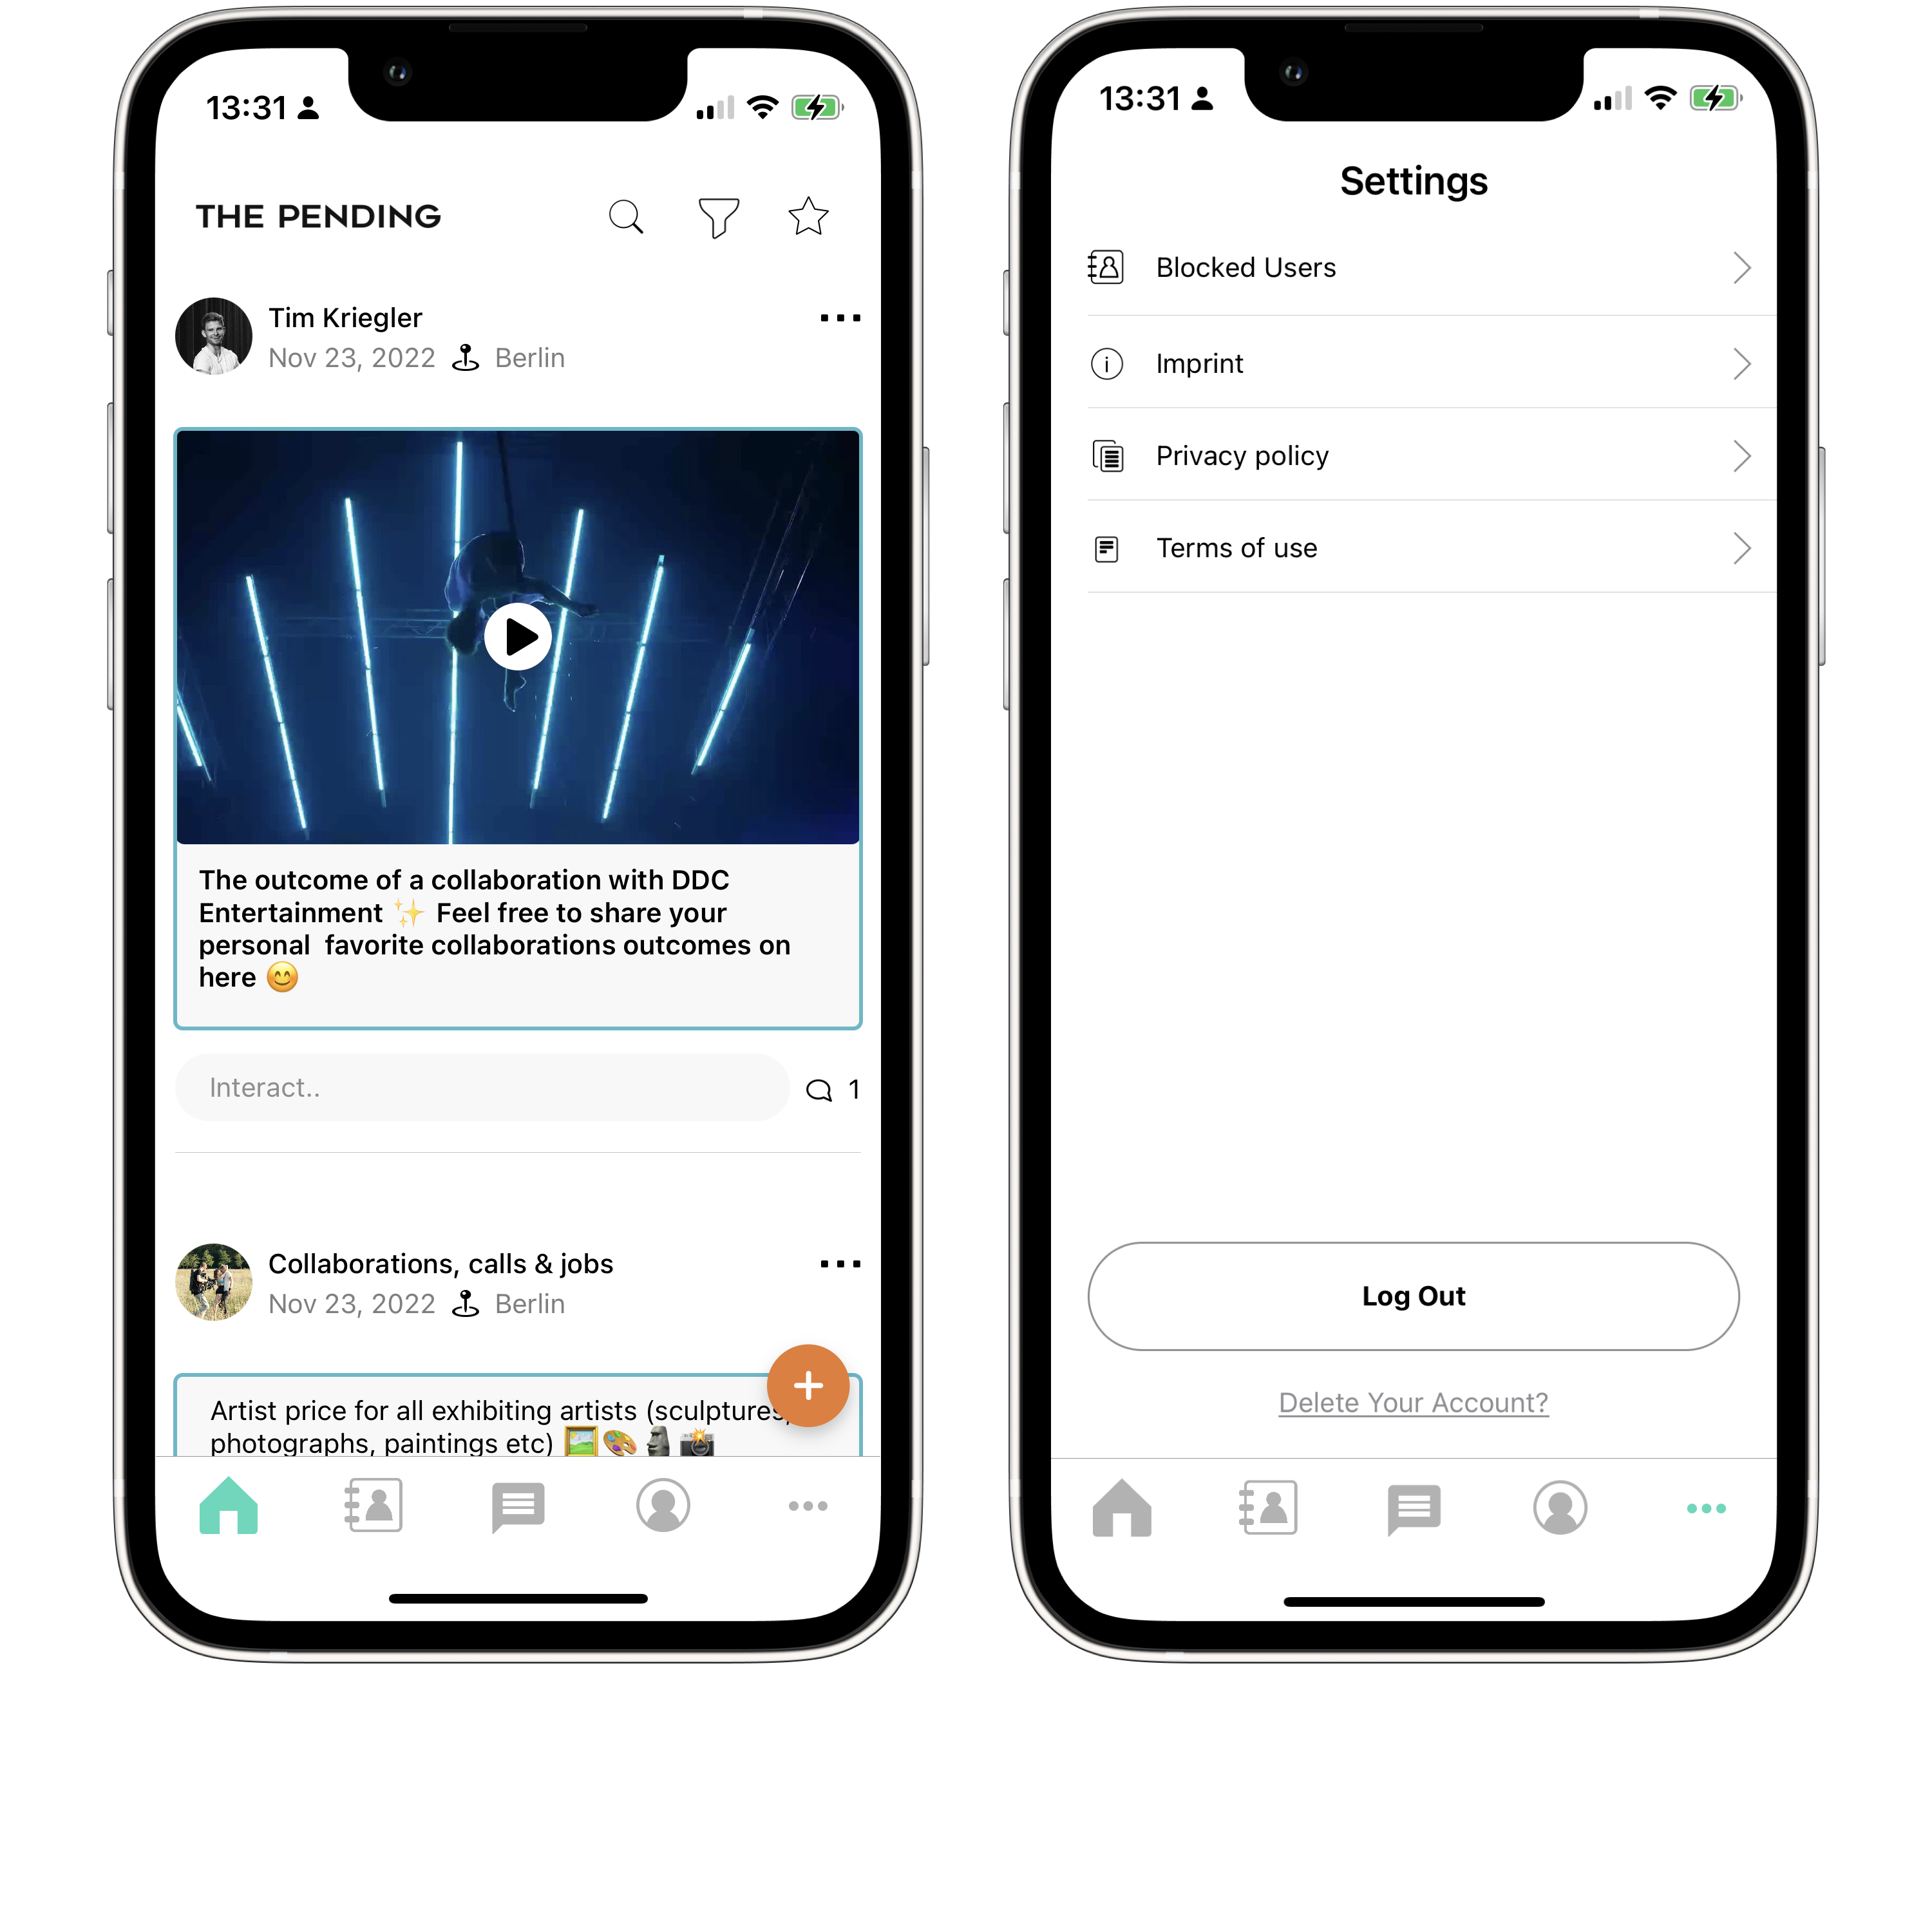 13:31
THE PENDING
Tim Kriegler
Nov 23, 2022 Berlin
The outcome of a collaboration with DDC
Entertainment ✨ Feel free to share your
personal  favorite collaborations outcomes on
here 😊
Interact..
1
Collaborations, calls & jobs
Nov 23, 2022 Berlin
Artist price for all exhibiting artists (sculptures,
photographs, paintings etc) 🖼️🎨🗿📸
13:31
Settings
Blocked Users
Imprint
Privacy policy
Terms of use
Log Out
Delete Your Account?